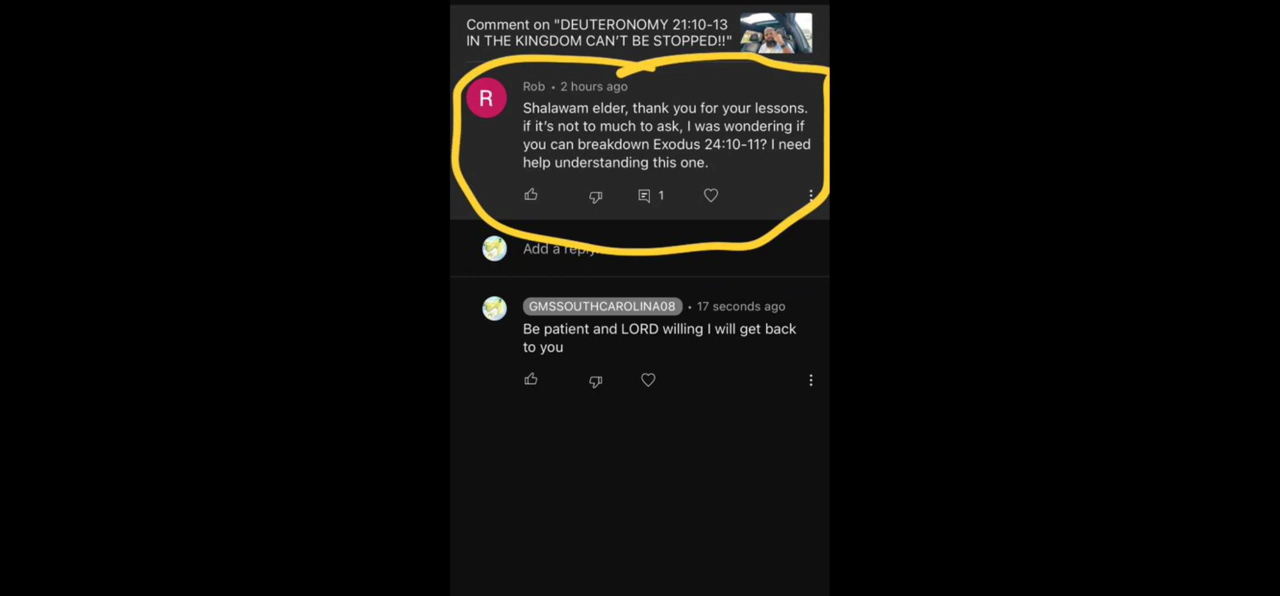 Comment on "DEUTERONOMY 21:10-13
IN THE KINGDOM CAN'T BE STOPPED!!"
R
Rob • 2 hours ago
Shalawam elder, thank you for your lessons.
if it's not to much to ask, I was wondering if
you can breakdown Exodus 24:10-11? I need
help understanding this one.
1
Add a reply...
GMSSOUTHCAROLINA08 • 17 seconds ago
Be patient and LORD willing I will get back
to you